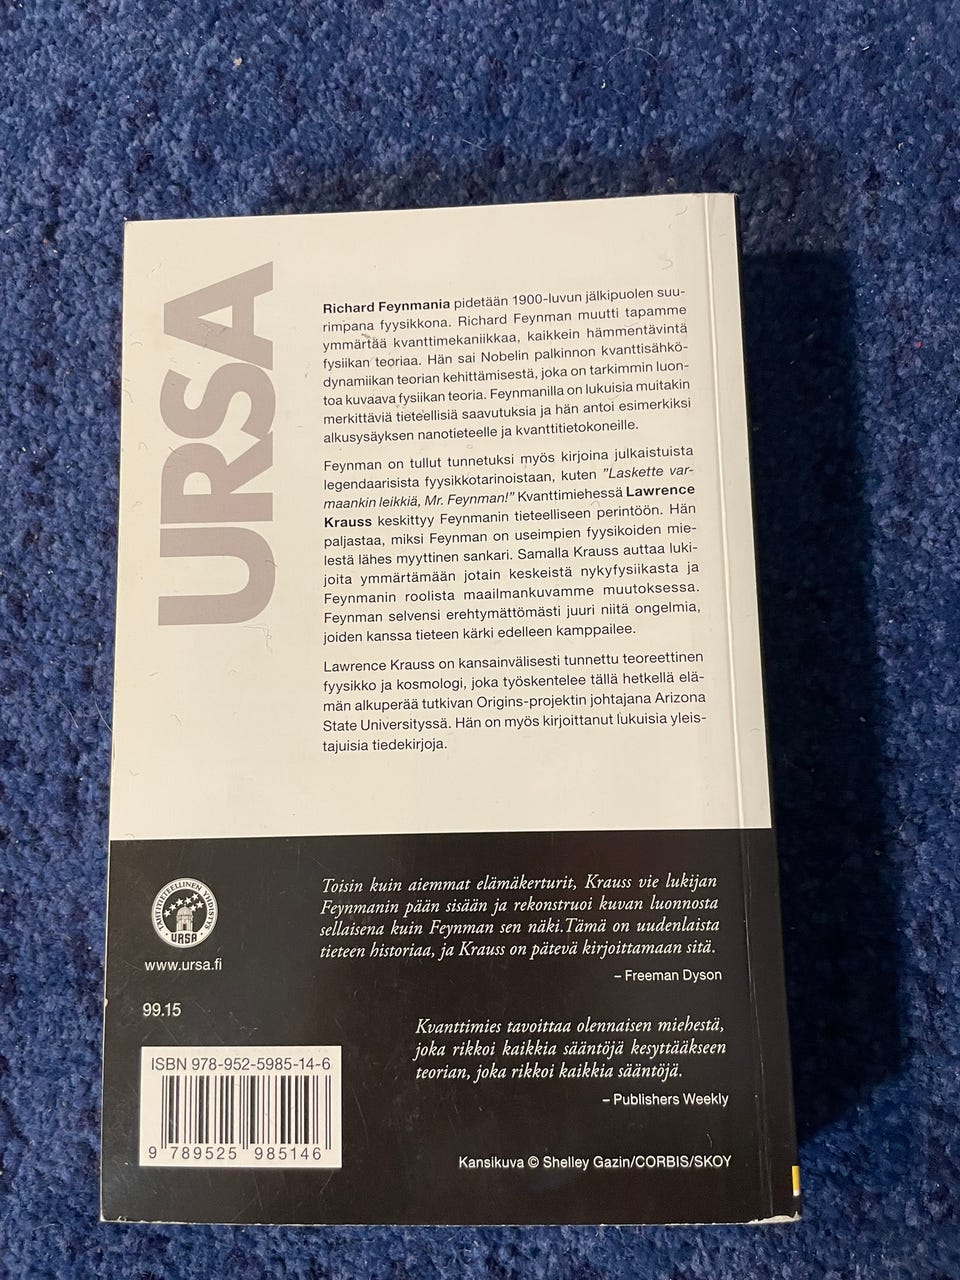 URSA
Richard Feynmania pidetään 1900-luvun jälkipuolen suu-
rimpana fyysikkona. Richard Feynman muutti tapamme
ymmärtää kvanttimekaniikkaa, kaikkein hämmentävintä
fysiikan teoriaa. Hän sai Nobelin palkinnon kvanttisähkö-
dynamiikan teorian kehittämisestä, joka on tarkimmin luon-
toa kuvaava fysiikan teoria. Feynmanilla on lukuisia muitakin
merkittäviä tieteellisiä saavutuksia ja hän antoi esimerkiksi
alkusysäyksen nanotieteelle ja kvanttitietokoneille.
Feynman on tullut tunnetuksi myös kirjoina julkaistuista
legendaarisista fyysikkotarinoistaan, kuten ”Laskette var-
maankin leikkiä, Mr. Feynman!” Kvanttimiehessä Lawrence
Krauss keskittyy Feynmanin tieteelliseen perintöön. Hän
paljastaa, miksi Feynman on useimpien fyysikoiden mie-
lestä lähes myyttinen sankari. Samalla Krauss auttaa luki-
joita ymmärtämään jotain keskeistä nykyfysiikasta ja
Feynmanin roolista maailmankuvamme muutoksessa.
Feynman selvensi erehtymättömästi juuri niitä ongelmia,
joiden kanssa tieteen kärki edelleen kamppailee.
Lawrence Krauss on kansainvälisesti tunnettu teoreettinen
fyysikko ja kosmologi, joka työskentelee tällä hetkellä elä-
män alkuperää tutkivan Origins-projektin johtajana Arizona
State Universityssä. Hän on myös kirjoittanut lukuisia yleis-
tajuisia tiedekirjoja.
Toisin kuin aiemmat elämäkerturit, Krauss vie lukijan
Feynmanin pään sisään ja rekonstruoi kuvan luonnosta
sellaisena kuin Feynman sen näki.Tämä on uudenlaista
tieteen historiaa, ja Krauss on pätevä kirjoittamaan sitä.
– Freeman Dyson
Kvanttimies tavoittaa olennaisen miehestä,
joka rikkoi kaikkia sääntöjä kesyttääkseen
teorian, joka rikkoi kaikkia sääntöjä.
– Publishers Weekly
Kansikuva © Shelley Gazin/CORBIS/SKOY
TÄHTITIETEELLINEN YHDISTYS
URSA
www.ursa.fi
99.15
ISBN 978-952-5985-14-6
9 789525 985146